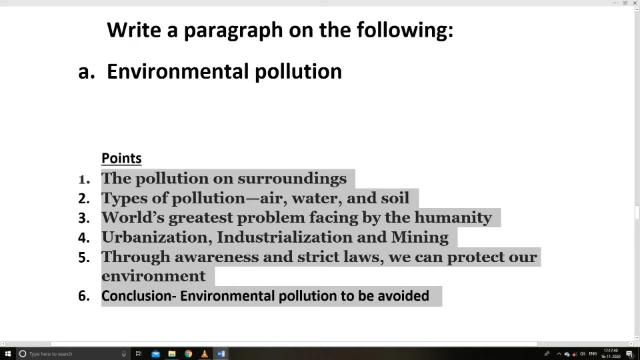 Write a paragraph on the following:
a. Environmental pollution
Points
1. The pollution on surroundings
2. Types of pollution—air, water, and soil
3. World's greatest problem facing by the humanity
4. Urbanization, Industrialization and Mining
5. Through awareness and strict laws, we can protect our
environment
6. Conclusion- Environmental pollution to be avoided
Type here to search
ENG